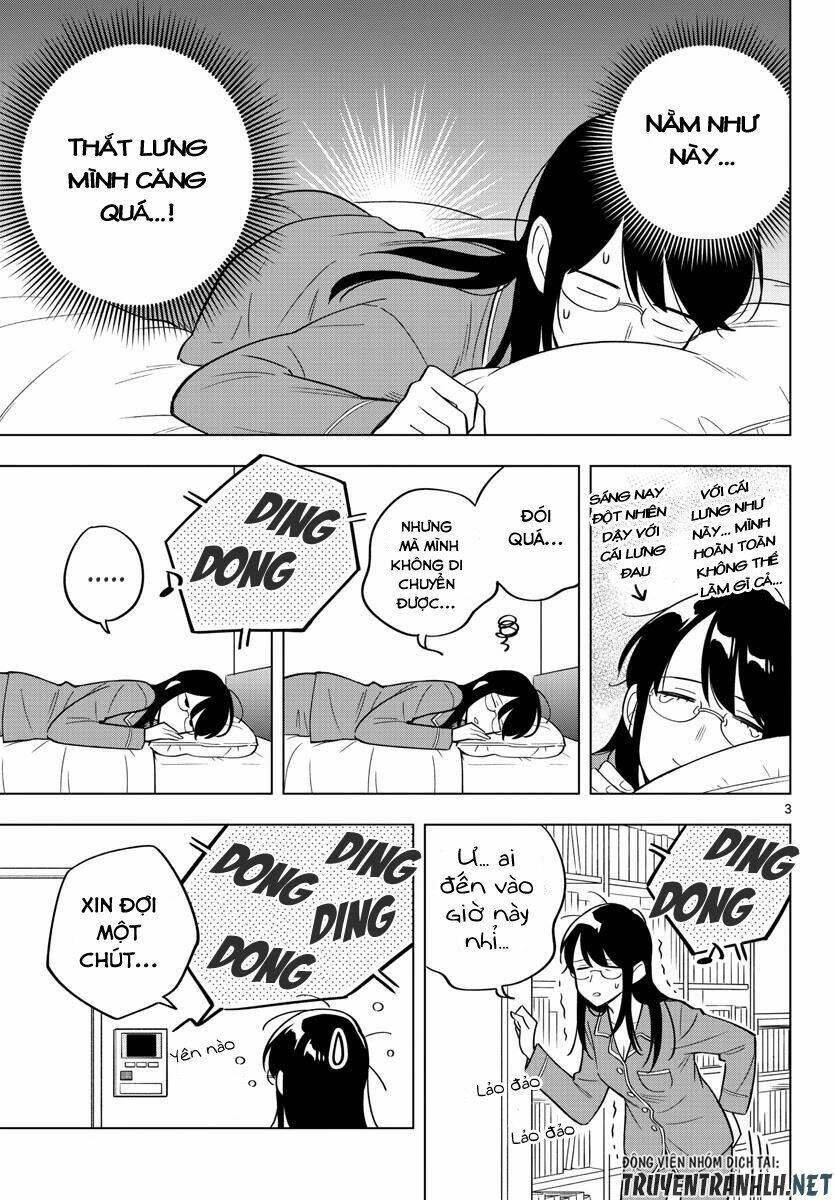 NẰM NHƯ
NÀY...
THẮT LƯNG
MÌNH CĂNG
QUÁ...!
VỚI CÁI
LƯNG NHƯ
NÀY... MÌNH
HOÀN TOÀN
KHÔNG THỂ
LÀM GÌ CẢ...
SÁNG NAY
ĐỘT NHIÊN
DẬY VỚI
CÁI LƯNG
ĐAU
ĐÓI
QUÁ...
NHƯNG
MÀ MÌNH
KHÔNG DI
CHUYỂN
ĐƯỢC...
DING
DONG
.....
3
DING
DONG
Ư... ai
đến vào
giờ này
nhỉ...
Lảo đảo
Lảo đảo
DING
DONG
DING
DONG
XIN ĐỢI
MỘT
CHÚT...
Yên nào
ĐỘNG VIÊN NHÓM DỊCH TẠI:
TRUYENTRANHLH.NET